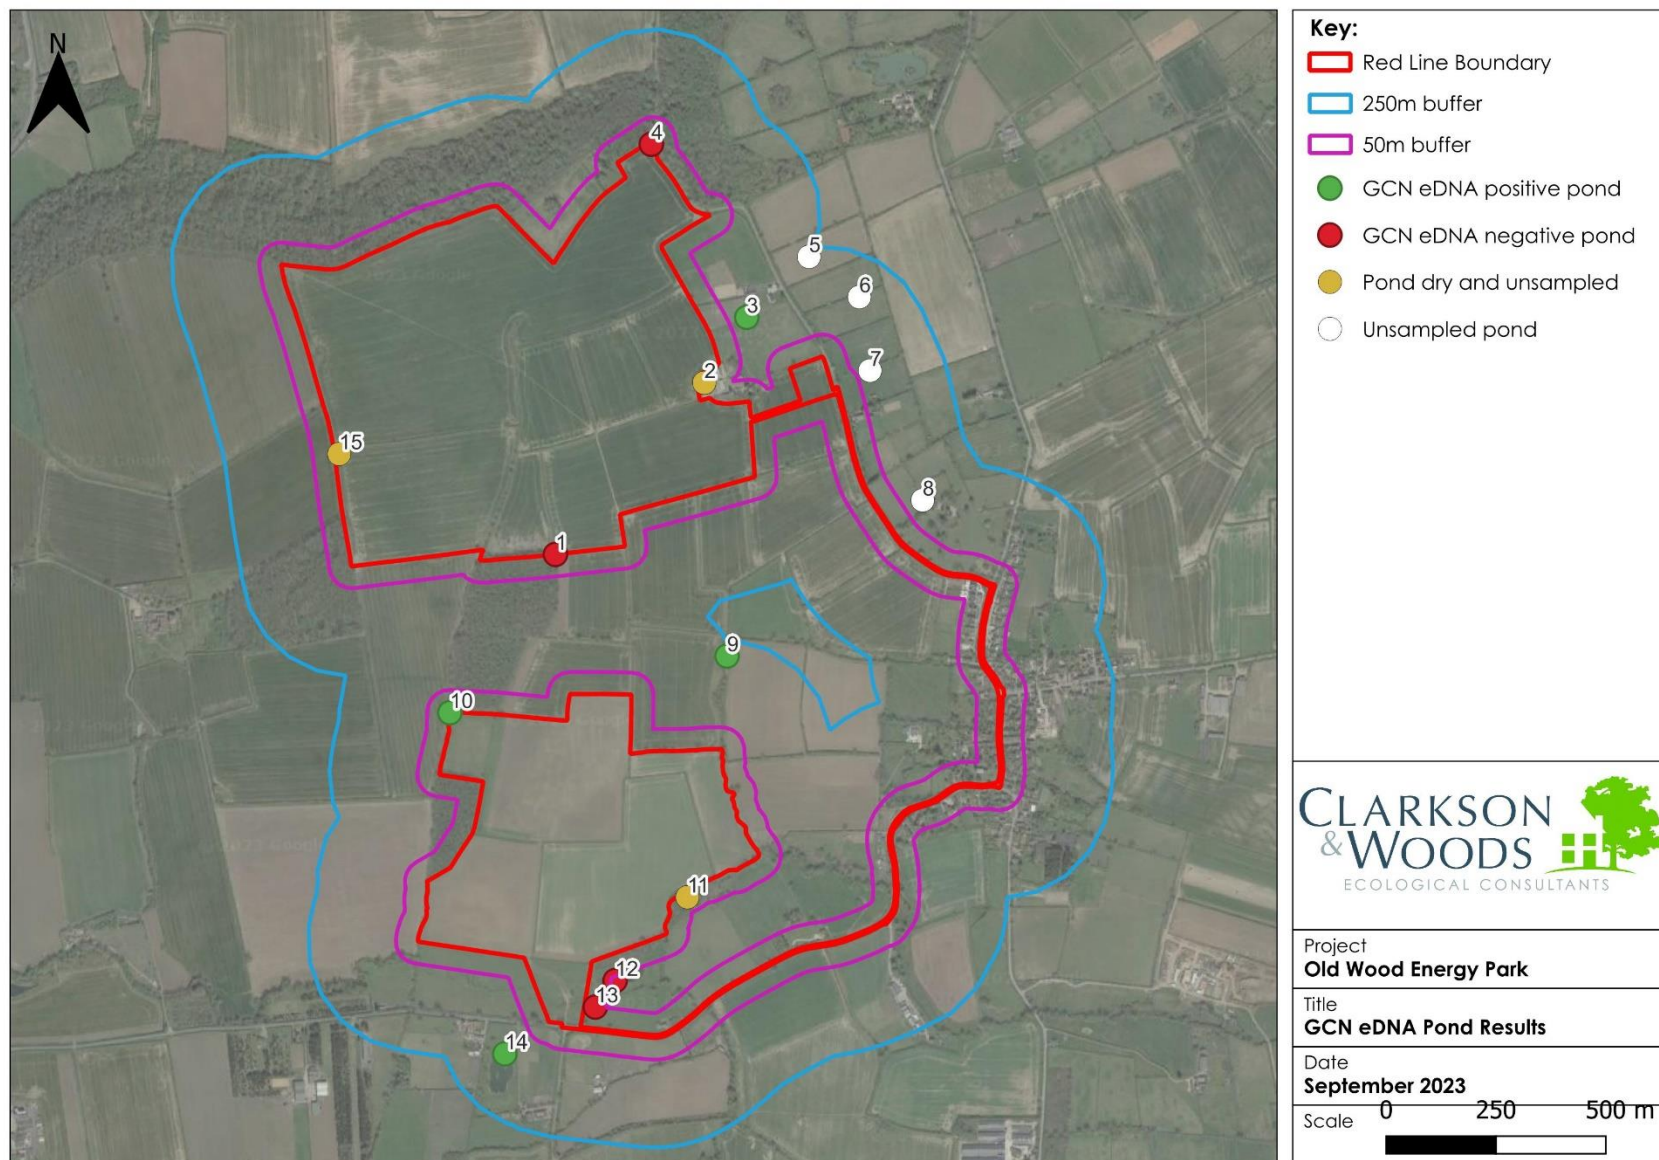 N
4
5
6
3
7
2
15
8
1
9
10
11
12
13
14
Key:
Red Line Boundary
250m buffer
50m buffer
GCN eDNA positive pond
GCN eDNA negative pond
Pond dry and unsampled
Unsampled pond
CLARKSON
& WOODS
ECOLOGICAL CONSULTANTS
Project
Old Wood Energy Park
Title
GCN eDNA Pond Results
Date
September 2023
Scale 0 250 500 m